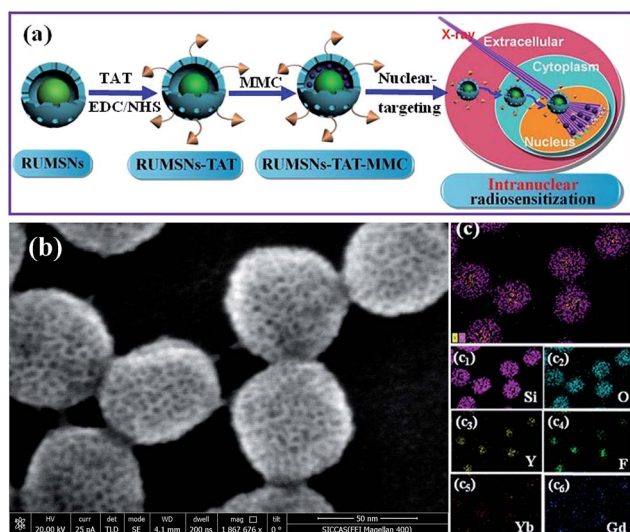 (a)
TAT
EDC/NHS
MMC
Nuclear-
targeting
X-ray
Extracellular
Cytoplasm
Nucleus
RUMSNs
RUMSNs-TAT
RUMSNs-TAT-MMC
Intranuclear
radiosensitization
(b)
HV curr det mode WD dwell mag tilt
20.00 kV 25 pA TLD SE 4.1 mm 200 ns 1 867 676 x 0 °
50 nm
SICCAS(FEI Magellan 400)
(c)
(c1)
Si
(c2)
O
(c3)
Y
(c4)
F
(c5)
Yb
(c6)
Gd